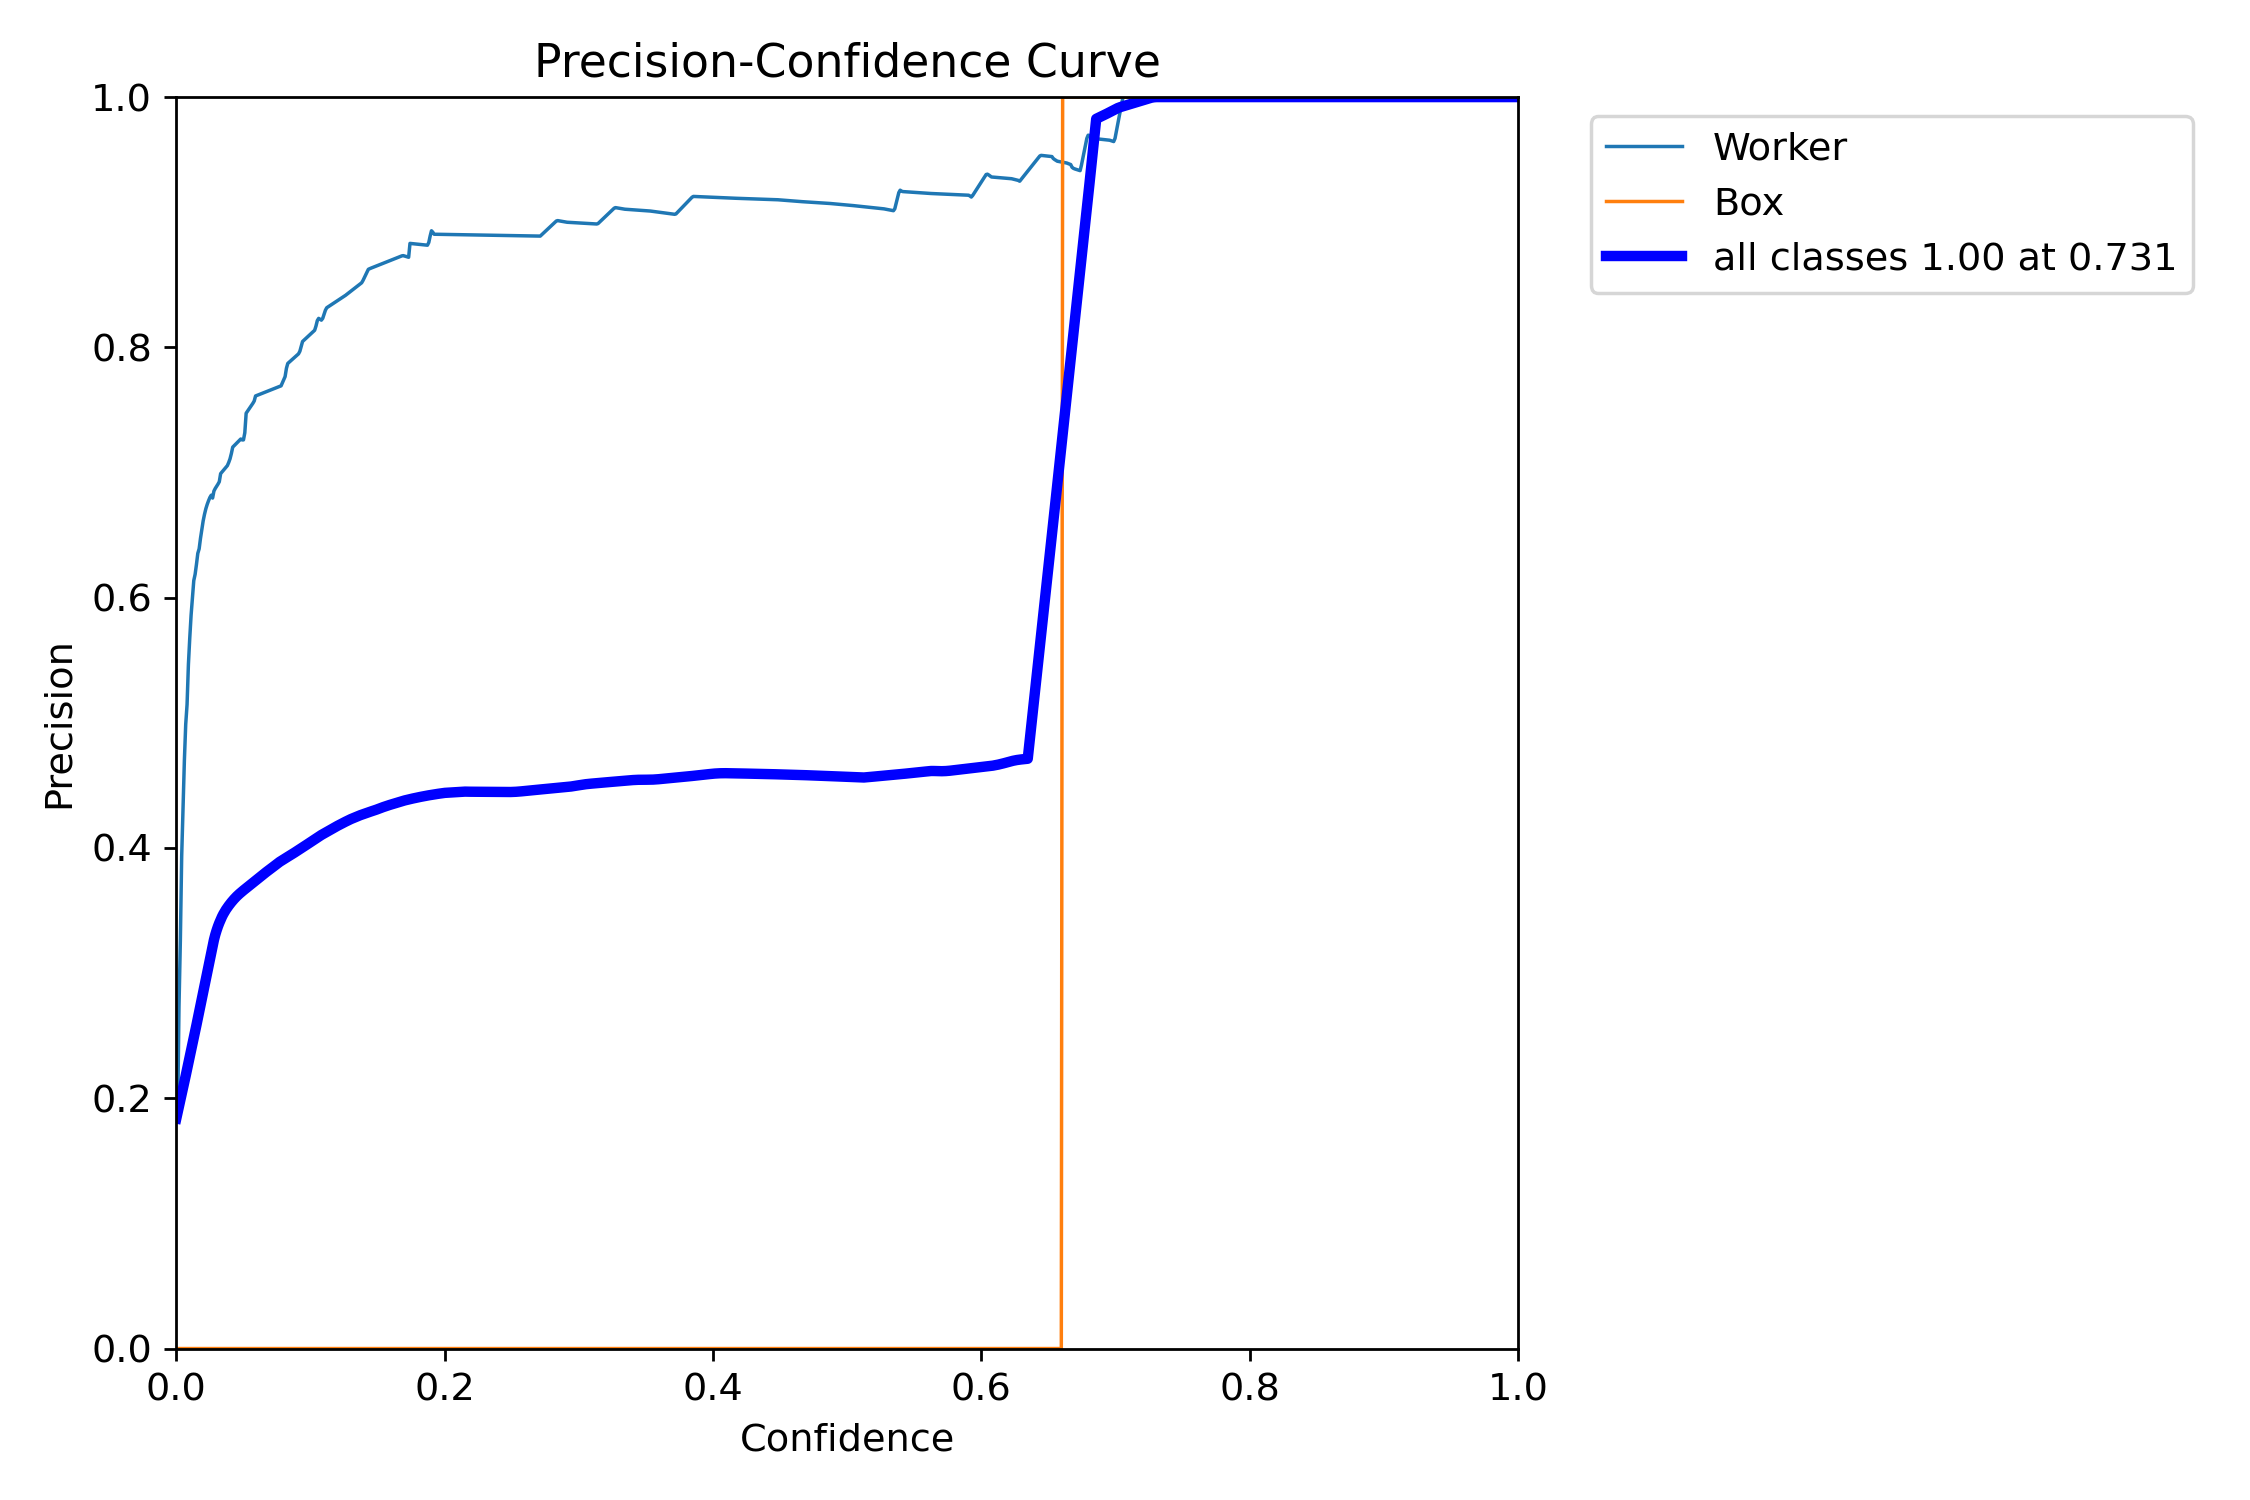 Precision-Confidence Curve
1.0
0.8
0.6
0.4
0.2
0.0
Precision
0.0 0.2 0.4 0.6 0.8 1.0
Confidence
Worker
Box
all classes 1.00 at 0.731